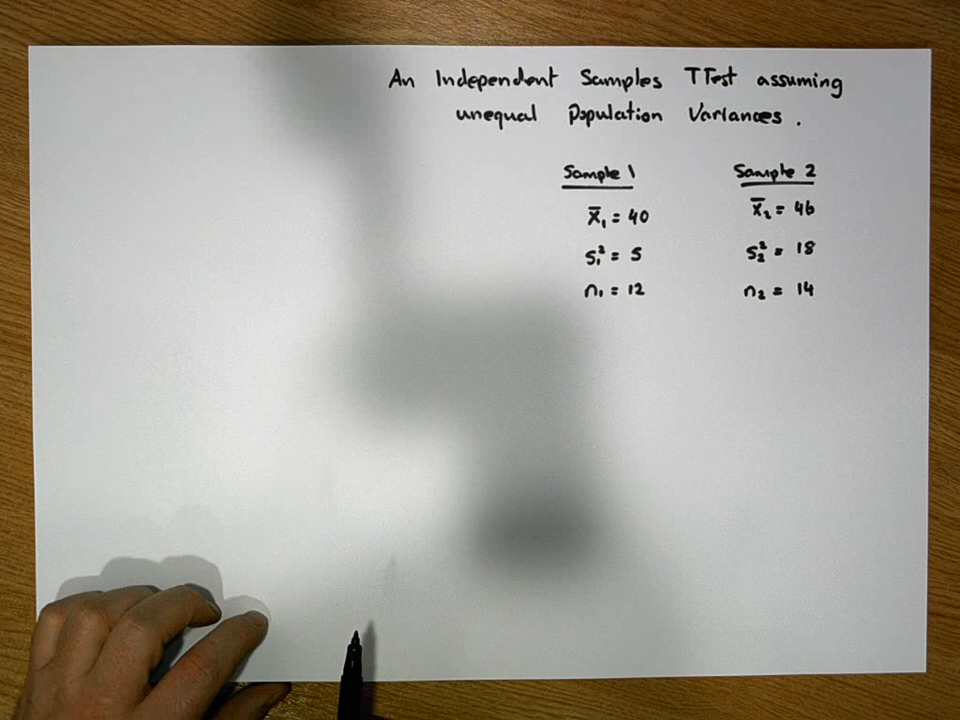 An Independent Samples TTest assuming
unequal Population Variances.
Sample 1 Sample 2
x̄₁ = 40 x̄₂ = 46
s₁² = 5 s₂² = 18
n₁ = 12 n₂ = 14